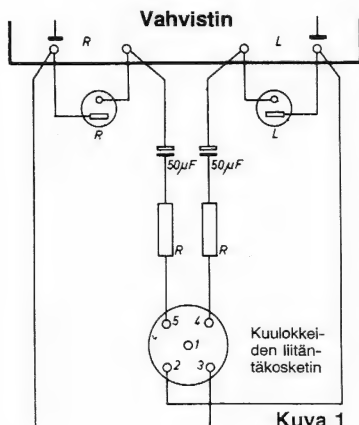 Vahvistin
R L
R L
50µF 50µF
R R
5 4
1
2 3
Kuulokkei-
den liitän-
täkosketin
Kuva 1